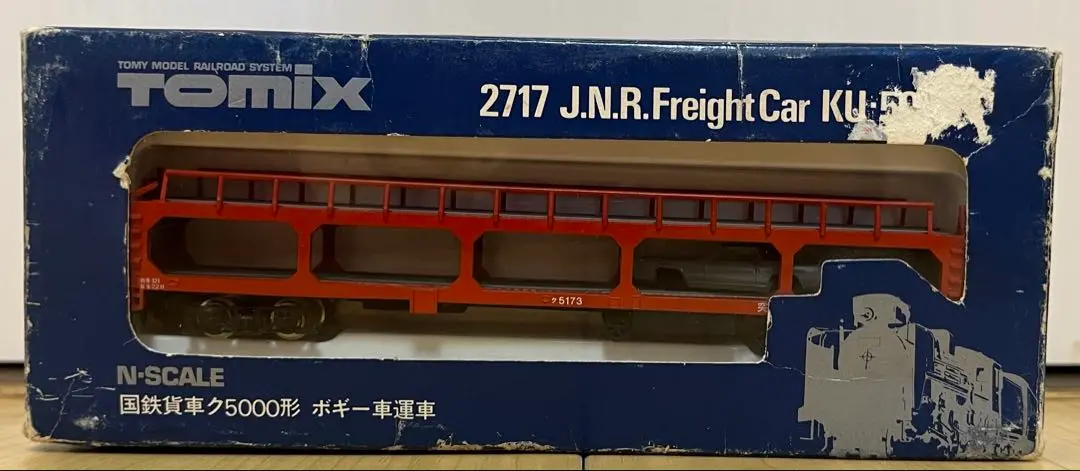 TOMY MODEL RAILROAD SYSTEM
TOMIX
2717 J.N.R. Freight Car KU-50
ク5173
N-SCALE
国鉄貨車ク5000形 ボギー車運車